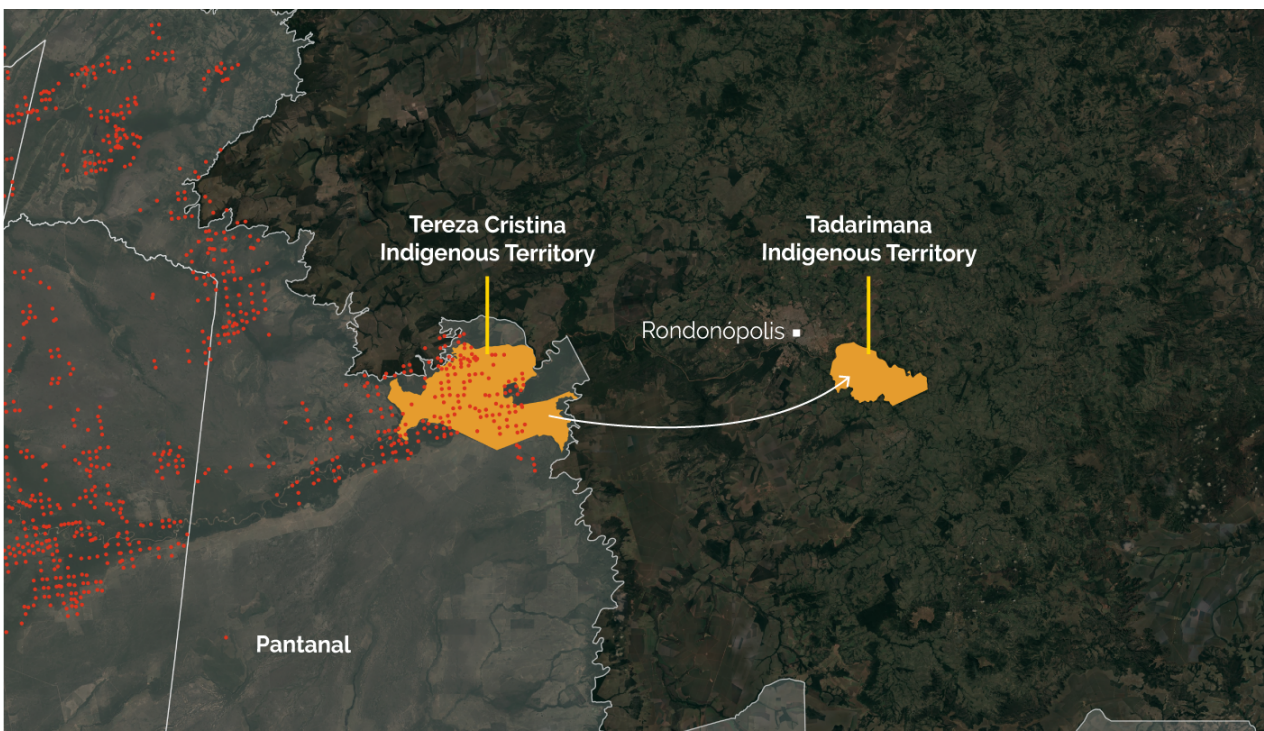 Tereza Cristina
Indigenous Territory
Tadarimana
Indigenous Territory
Rondonópolis
Pantanal